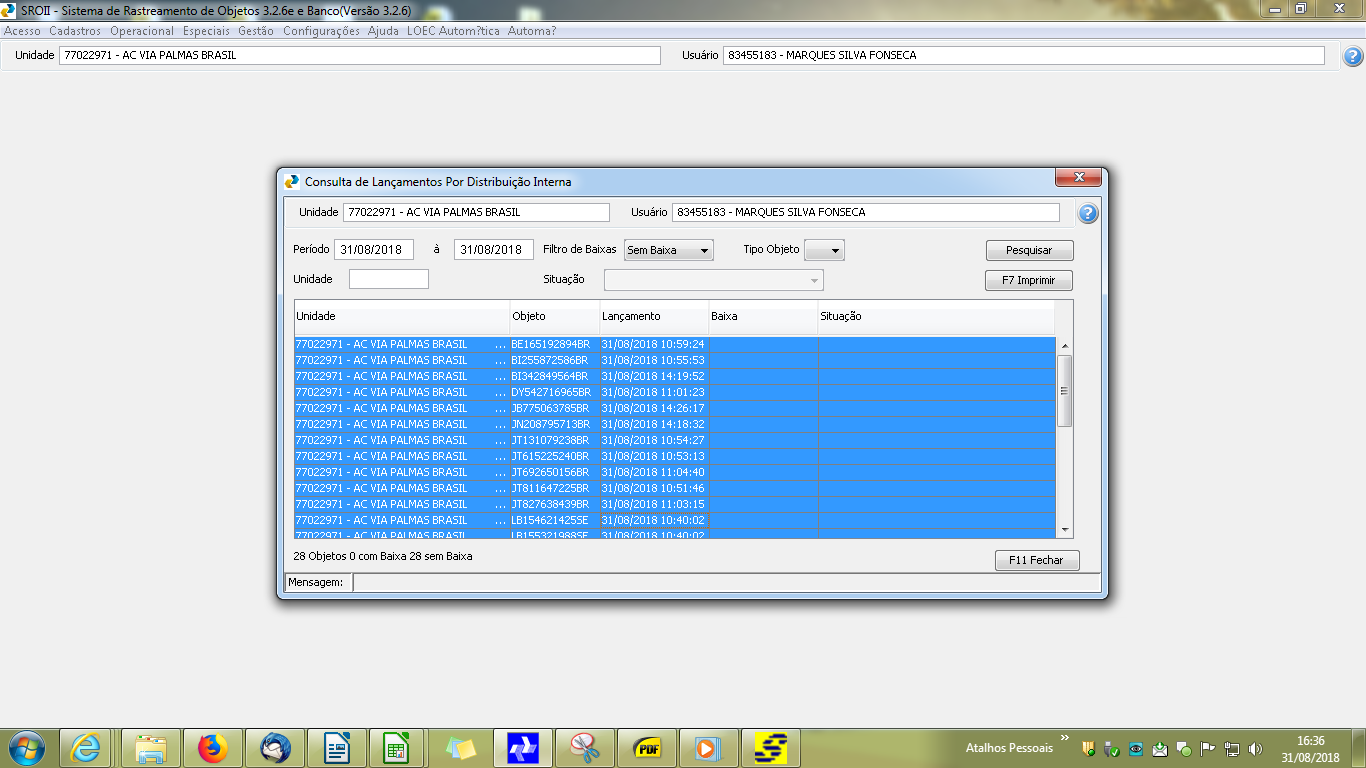 SROII - Sistema de Rastreamento de Objetos 3.2.6e e Banco(Versão 3.2.6)
Acesso Cadastros Operacional Especiais Gestão Configurações Ajuda LOEC Autom?tica Automa?
Unidade 77022971 - AC VIA PALMAS BRASIL Usuário 83455183 - MARQUES SILVA FONSECA
Consulta de Lançamentos Por Distribuição Interna
Unidade 77022971 - AC VIA PALMAS BRASIL Usuário 83455183 - MARQUES SILVA FONSECA
Período 31/08/2018 à 31/08/2018 Filtro de Baixas Sem Baixa Tipo Objeto Pesquisar
Unidade Situação F7 Imprimir
Unidade Objeto Lançamento Baixa Situação
77022971 - AC VIA PALMAS BRASIL ... BE165192894BR 31/08/2018 10:59:24
77022971 - AC VIA PALMAS BRASIL ... BI255872586BR 31/08/2018 10:55:53
77022971 - AC VIA PALMAS BRASIL ... BI342849564BR 31/08/2018 14:19:52
77022971 - AC VIA PALMAS BRASIL ... DY542716965BR 31/08/2018 11:01:23
77022971 - AC VIA PALMAS BRASIL ... JB775063785BR 31/08/2018 14:26:17
77022971 - AC VIA PALMAS BRASIL ... JN208795713BR 31/08/2018 14:18:32
77022971 - AC VIA PALMAS BRASIL ... JT131079238BR 31/08/2018 10:54:27
77022971 - AC VIA PALMAS BRASIL ... JT615225240BR 31/08/2018 10:53:13
77022971 - AC VIA PALMAS BRASIL ... JT692650156BR 31/08/2018 11:04:40
77022971 - AC VIA PALMAS BRASIL ... JT811647225BR 31/08/2018 10:51:46
77022971 - AC VIA PALMAS BRASIL ... JT827638439BR 31/08/2018 11:03:15
77022971 - AC VIA PALMAS BRASIL ... LB154621425SE 31/08/2018 10:40:02
77022971 - AC VIA PALMAS BRASIL ... LB155321988SE 31/08/2018 10:40:02
28 Objetos 0 com Baixa 28 sem Baixa
F11 Fechar
Mensagem:
PDF
Atalhos Pessoais »
16:36
31/08/2018